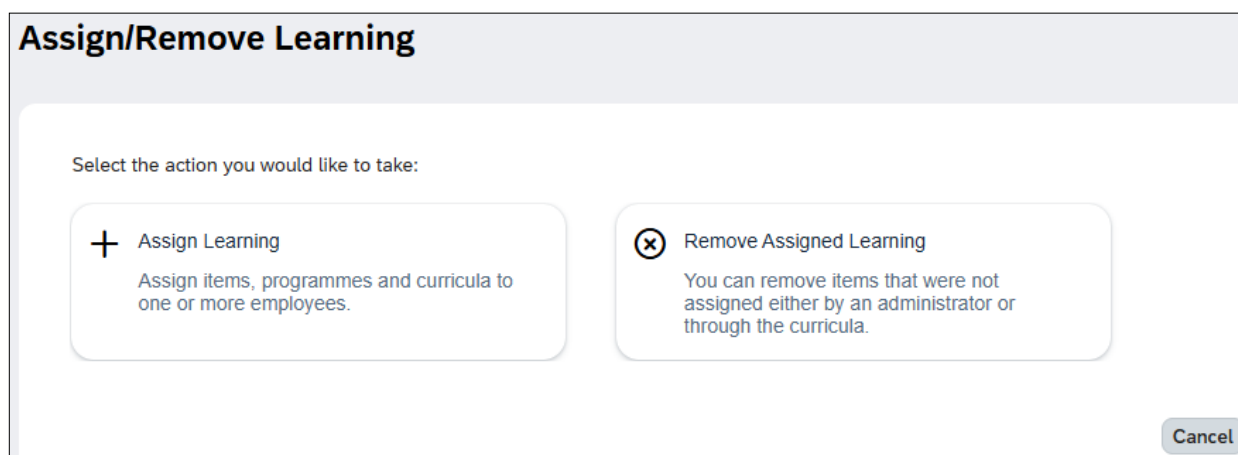 Assign/Remove Learning
Select the action you would like to take:
Assign Learning
Assign items, programmes and curricula to
one or more employees.
Remove Assigned Learning
You can remove items that were not
assigned either by an administrator or
through the curricula.
Cancel